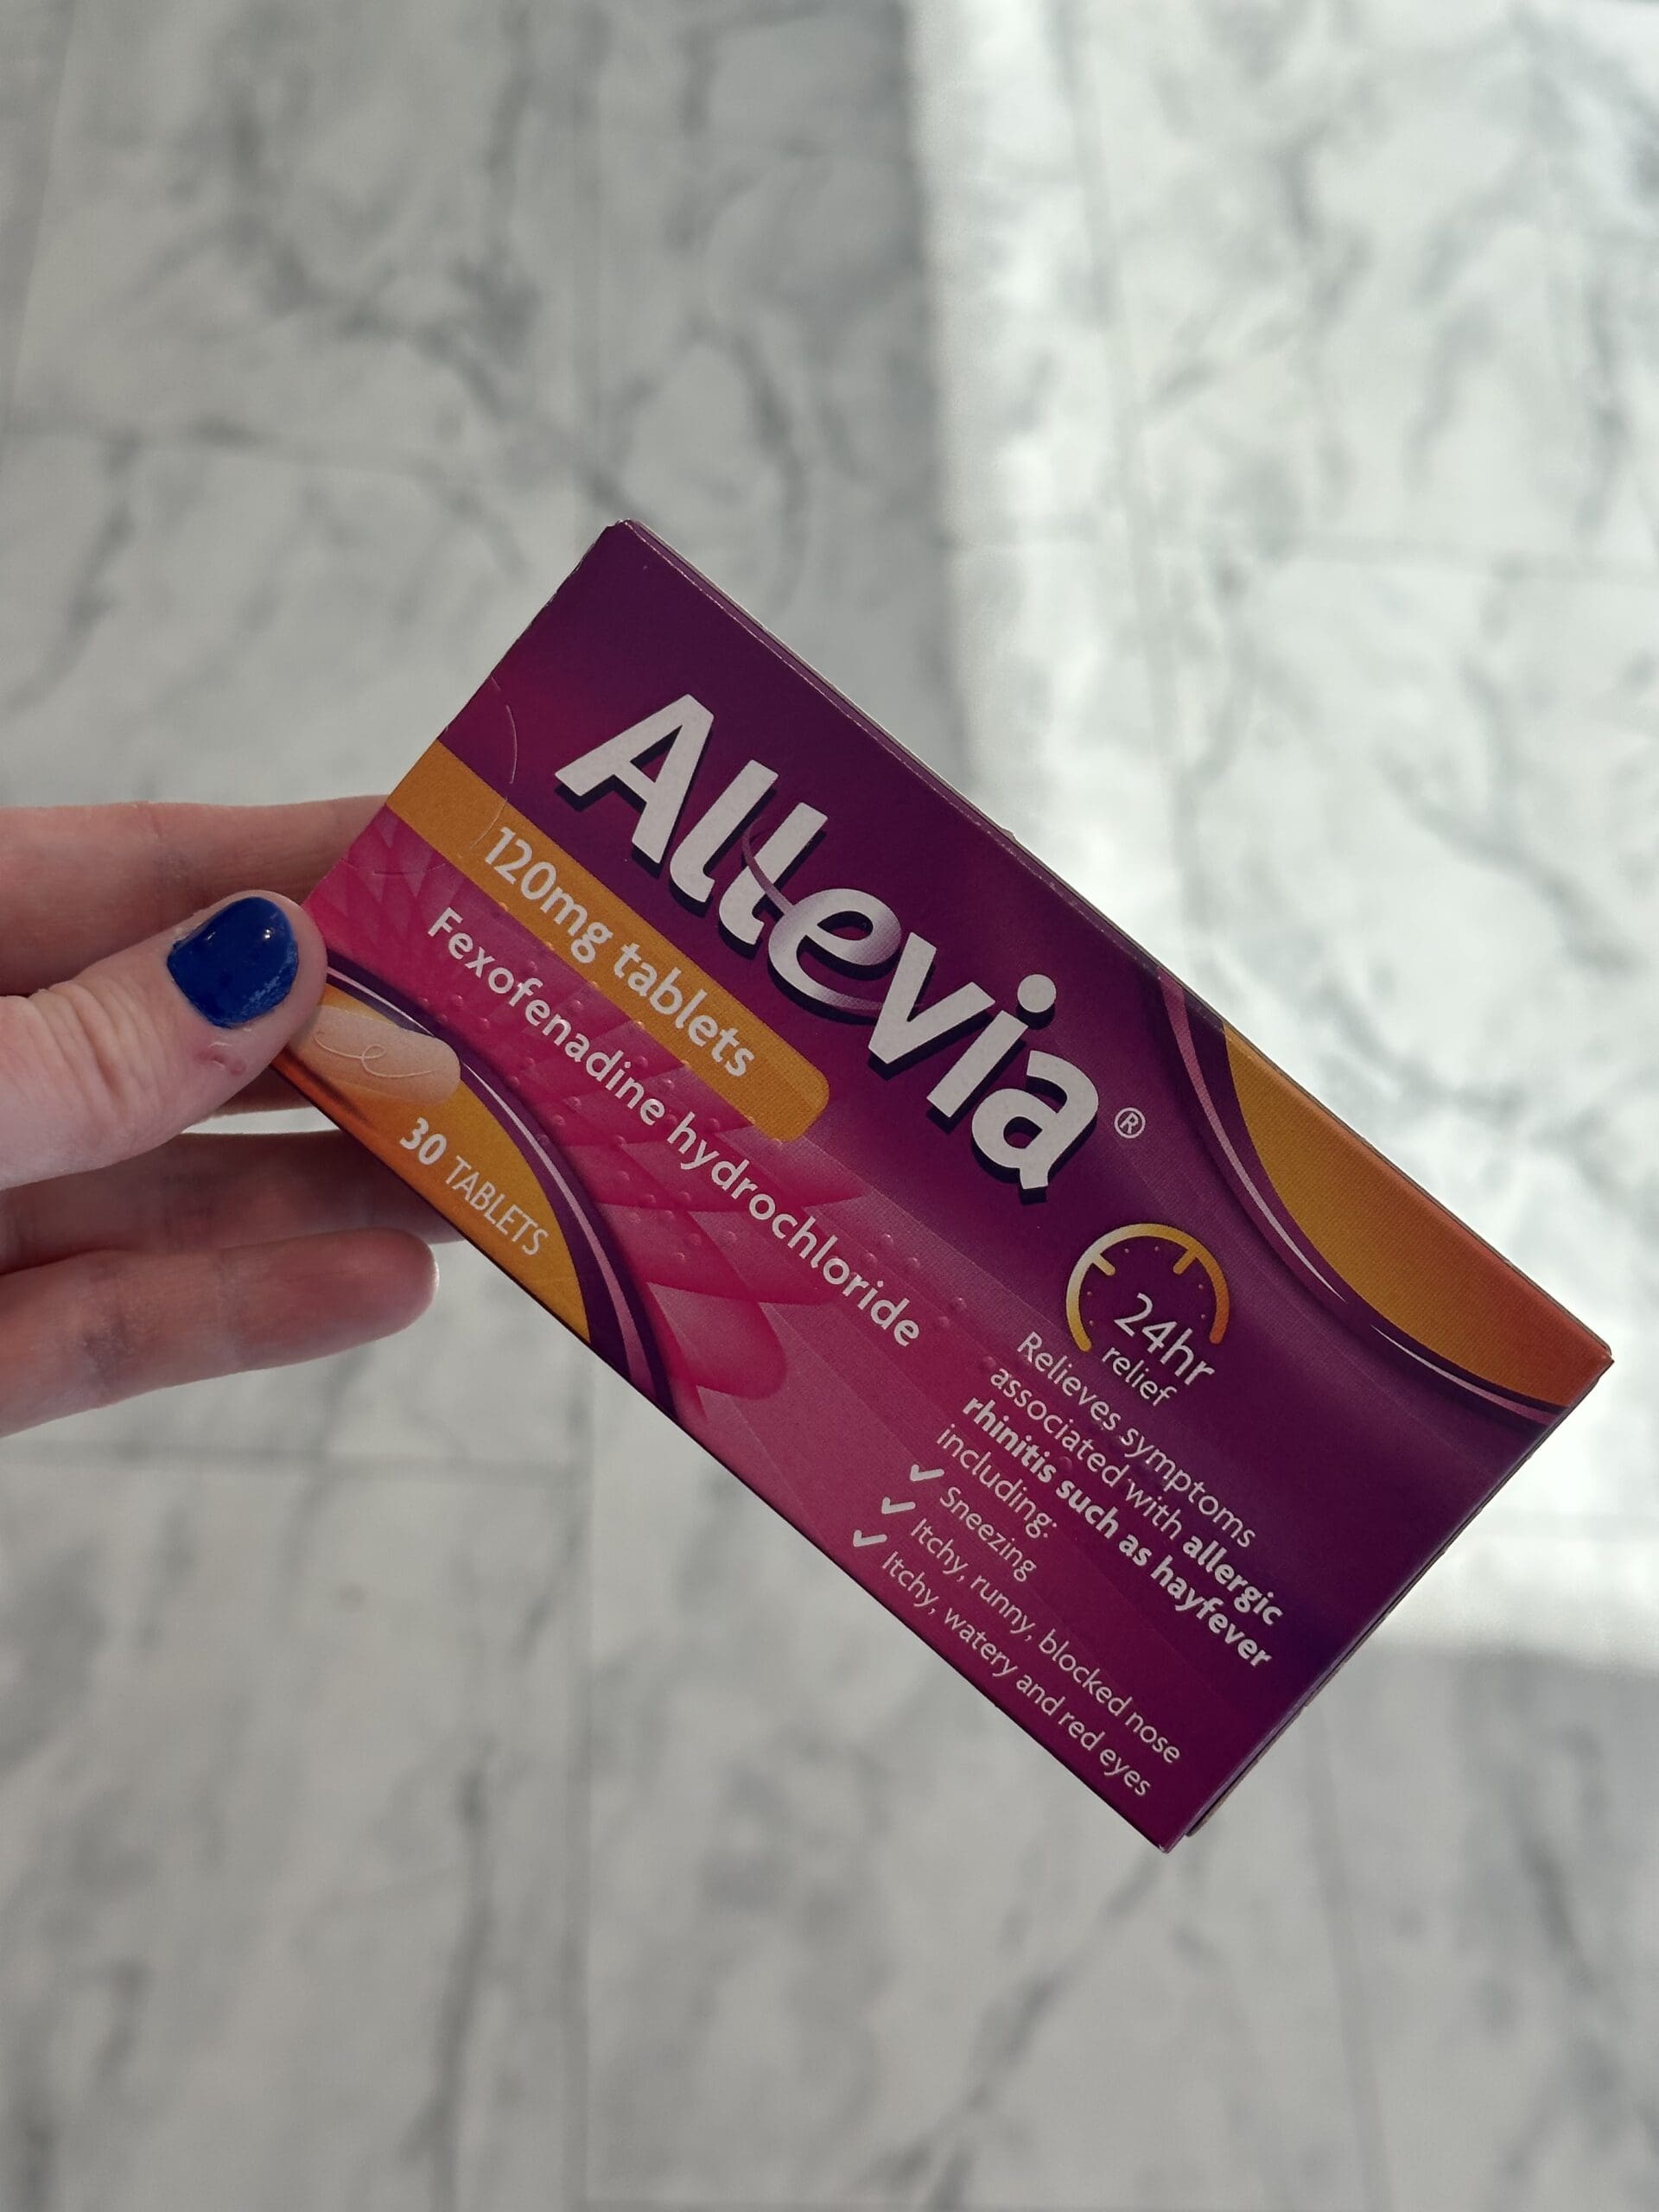 Allevia®
120mg tablets
Fexofenadine hydrochloride
30 TABLETS
24hr
relief
Relieves symptoms
associated with allergic
rhinitis such as hayfever
including:
Sneezing
Itchy, runny, blocked nose
Itchy, watery and red eyes